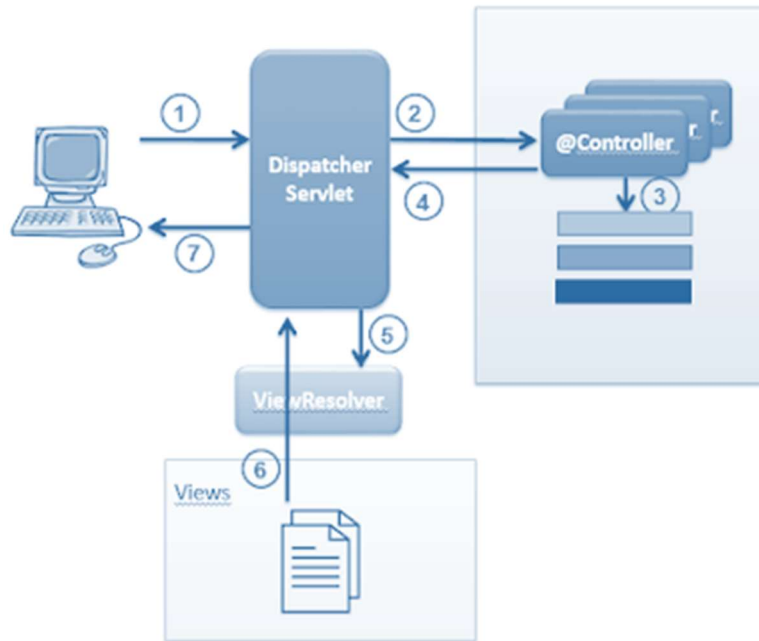 1
2
Dispatcher
Servlet
@Controller
r
r
3
4
7
5
ViewResolver
6
Views